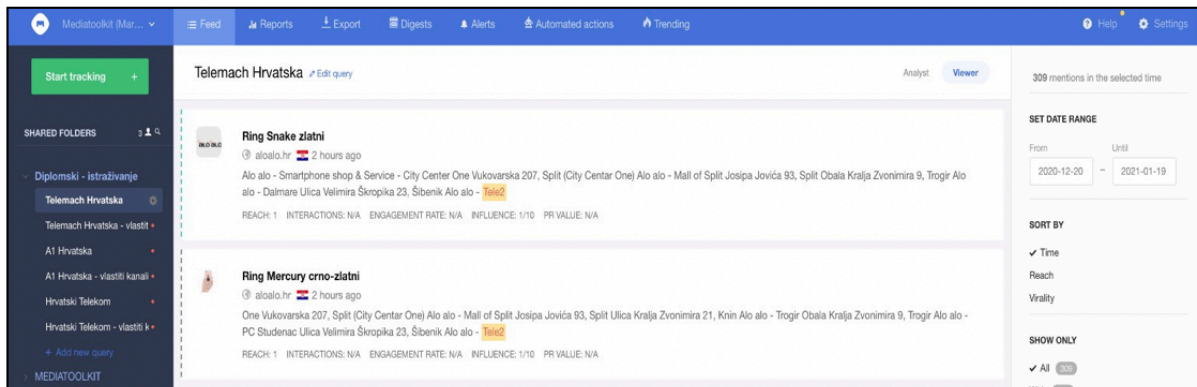 Mediatoolkit (Mar...
Feed
Reports
Export
Digests
Alerts
Automated actions
Trending
Help
Settings
Start tracking +
SHARED FOLDERS 3
Diplomski - istraživanje
Telemach Hrvatska
Telemach Hrvatska - vlastit
A1 Hrvatska
A1 Hrvatska - vlastiti kanali
Hrvatski Telekom
Hrvatski Telekom - vlastiti k
+ Add new query
MEDIATOOLKIT
Telemach Hrvatska Edit query
Analyst Viewer
Ring Snake zlatni
aloalo.hr 2 hours ago
Alo alo - Smartphone shop & Service - City Center One Vukovarska 207, Split (City Centar One) Alo alo - Mall of Split Josipa Jovića 93, Split Obala Kralja Zvonimira 9, Trogir Alo
alo - Dalmare Ulica Velimira Škropika 23, Šibenik Alo alo - Tele2
REACH: 1 INTERACTIONS: N/A ENGAGEMENT RATE: N/A INFLUENCE: 1/10 PR VALUE: N/A
Ring Mercury crno-zlatni
aloalo.hr 2 hours ago
One Vukovarska 207, Split (City Centar One) Alo alo - Mall of Split Josipa Jovića 93, Split Ulica Kralja Zvonimira 21, Knin Alo alo - Trogir Obala Kralja Zvonimira 9, Trogir Alo alo -
PC Studenac Ulica Velimira Škropika 23, Šibenik Alo alo - Tele2
REACH: 1 INTERACTIONS: N/A ENGAGEMENT RATE: N/A INFLUENCE: 1/10 PR VALUE: N/A
309 mentions in the selected time
SET DATE RANGE
From Until
2020-12-20 - 2021-01-19
SORT BY
Time
Reach
Virality
SHOW ONLY
All 309